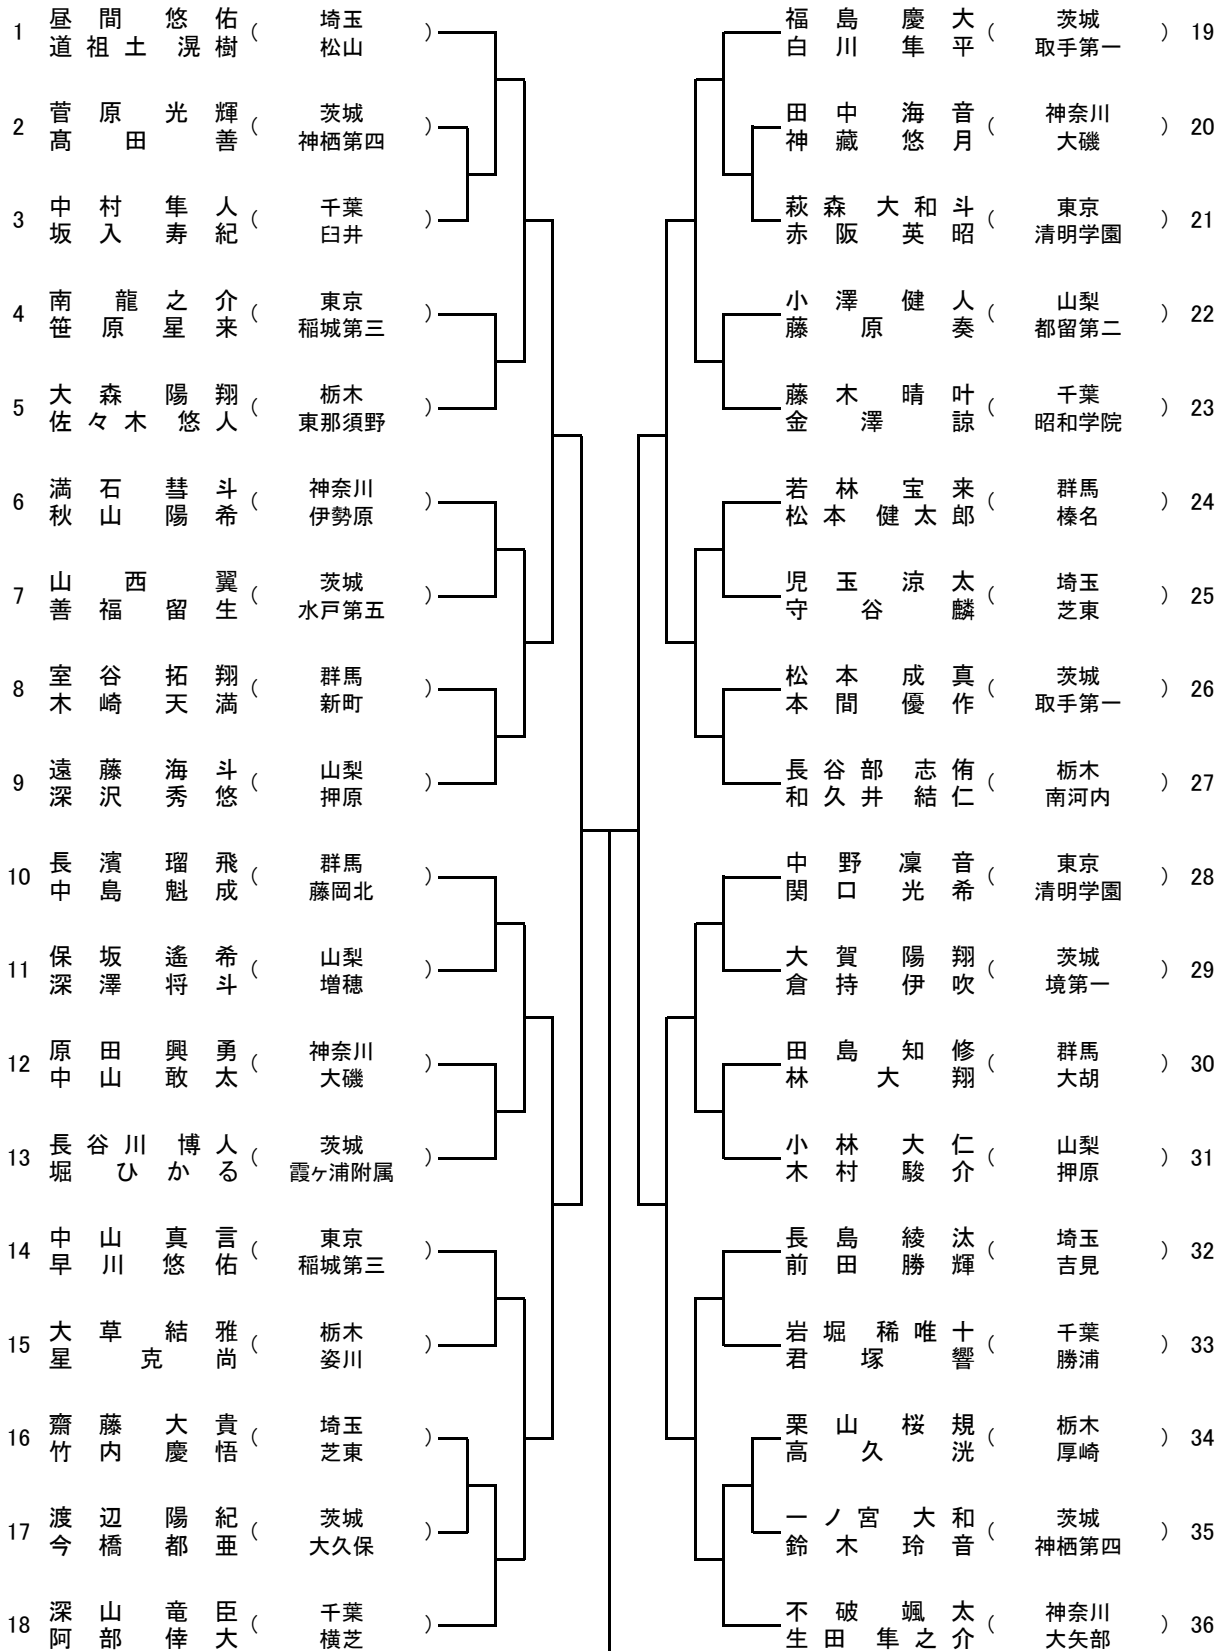 昼間悠佑 埼玉
1 ( ) 
道祖土滉樹 松山
菅原光輝 茨城
2 ( )
髙田善 神栖第四
中村隼人 千葉
3 ( )
坂入寿紀 臼井
南龍之介 東京
4 ( )
笹原星来 稲城第三
大森陽翔 栃木
5 ( )
佐々木悠人 東那須野
満石彗斗 神奈川
6 ( )
秋山陽希 伊勢原
山西翼 茨城
7 ( )
善福留生 水戸第五
室谷拓翔 群馬
8 ( )
木崎天満 新町
遠藤海斗 山梨
9 ( )
深沢秀悠 押原
長濱瑠飛 群馬
10 ( )
中島魁成 藤岡北
保坂遙希 山梨
11 ( )
深澤将斗 増穂
原田興勇 神奈川
12 ( )
中山敢太 大磯
長谷川博人 茨城
13 ( )
堀ひかる 霞ヶ浦附属
中山真言 東京
14 ( )
早川悠佑 稲城第三
大草結雅 栃木
15 ( )
星克尚 姿川
齋藤大貴 埼玉
16 ( )
竹内慶悟 芝東
渡辺陽紀 茨城
17 ( )
今橋都亜 大久保
深山竜臣 千葉
18 ( )
阿部倖大 横芝
福島慶大 茨城
( ) 19
白川隼平 取手第一
田中海音 神奈川
( ) 20
神藏悠月 大磯
萩森大和斗 東京
( ) 21
赤阪英昭 清明学園
小澤健人 山梨
( ) 22
藤原奏 都留第二
藤木晴叶 千葉
( ) 23
金澤諒 昭和学院
若林宝来 群馬
( ) 24
松本健太郎 榛名
児玉涼太 埼玉
( ) 25
守谷麟 芝東
松本成真 茨城
( ) 26
本間優作 取手第一
長谷部志侑 栃木
( ) 27
和久井結仁 南河内
中野凜音 東京
( ) 28
関口光希 清明学園
大賀陽翔 茨城
( ) 29
倉持伊吹 境第一
田島知修 群馬
( ) 30
林大翔 大胡
小林大仁 山梨
( ) 31
木村駿介 押原
長島綾汰 埼玉
( ) 32
前田勝輝 吉見
岩堀稀唯十 千葉
( ) 33
君塚響 勝浦
栗山桜規 栃木
( ) 34
高久洸 厚崎
一ノ宮大和 茨城
( ) 35
鈴木玲音 神栖第四
不破颯太 神奈川
( ) 36
生田隼之介 大矢部